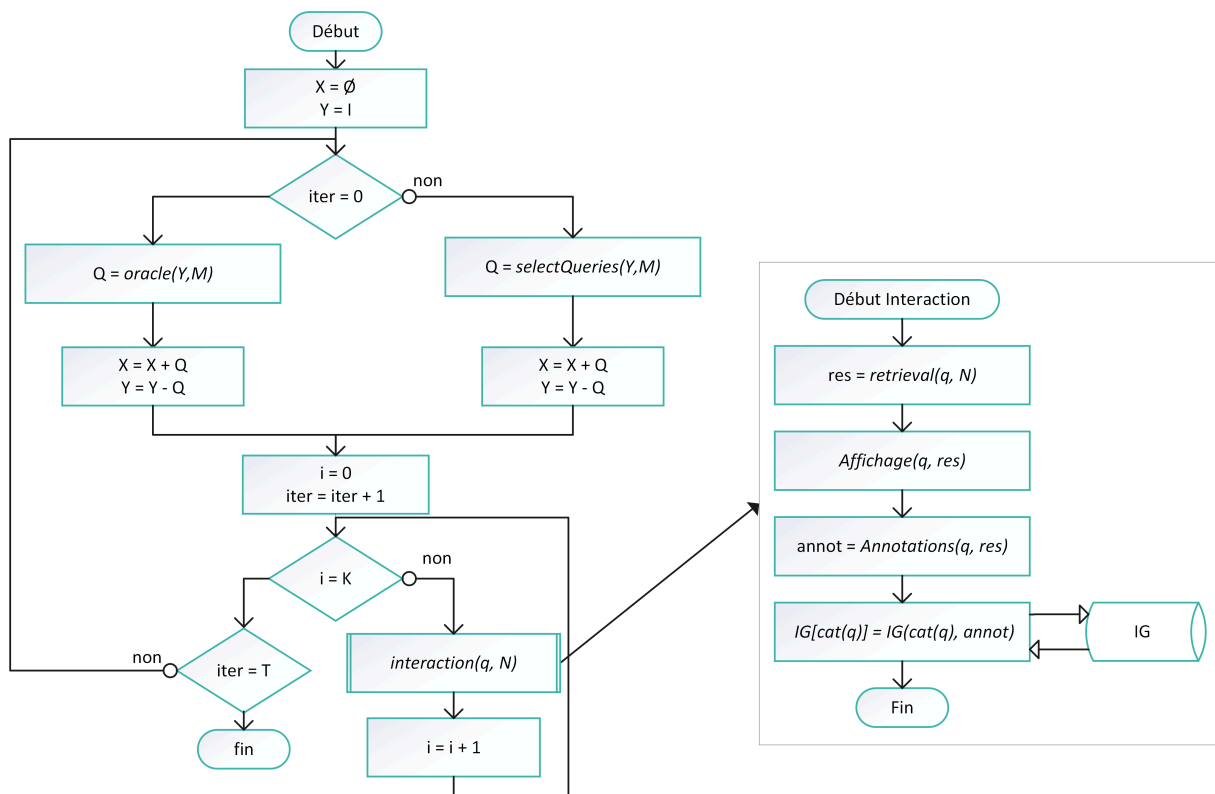 Début
X = Ø
Y = I
iter = 0
non
Q = oracle(Y,M)
Q = selectQueries(Y,M)
X = X + Q
Y = Y - Q
X = X + Q
Y = Y - Q
i = 0
iter = iter + 1
i = K
non
iter = T
non
interaction(q, N)
i = i + 1
fin
Début Interaction
res = retrieval(q, N)
Affichage(q, res)
annot = Annotations(q, res)
IG[cat(q)] = IG(cat(q), annot)
IG
Fin